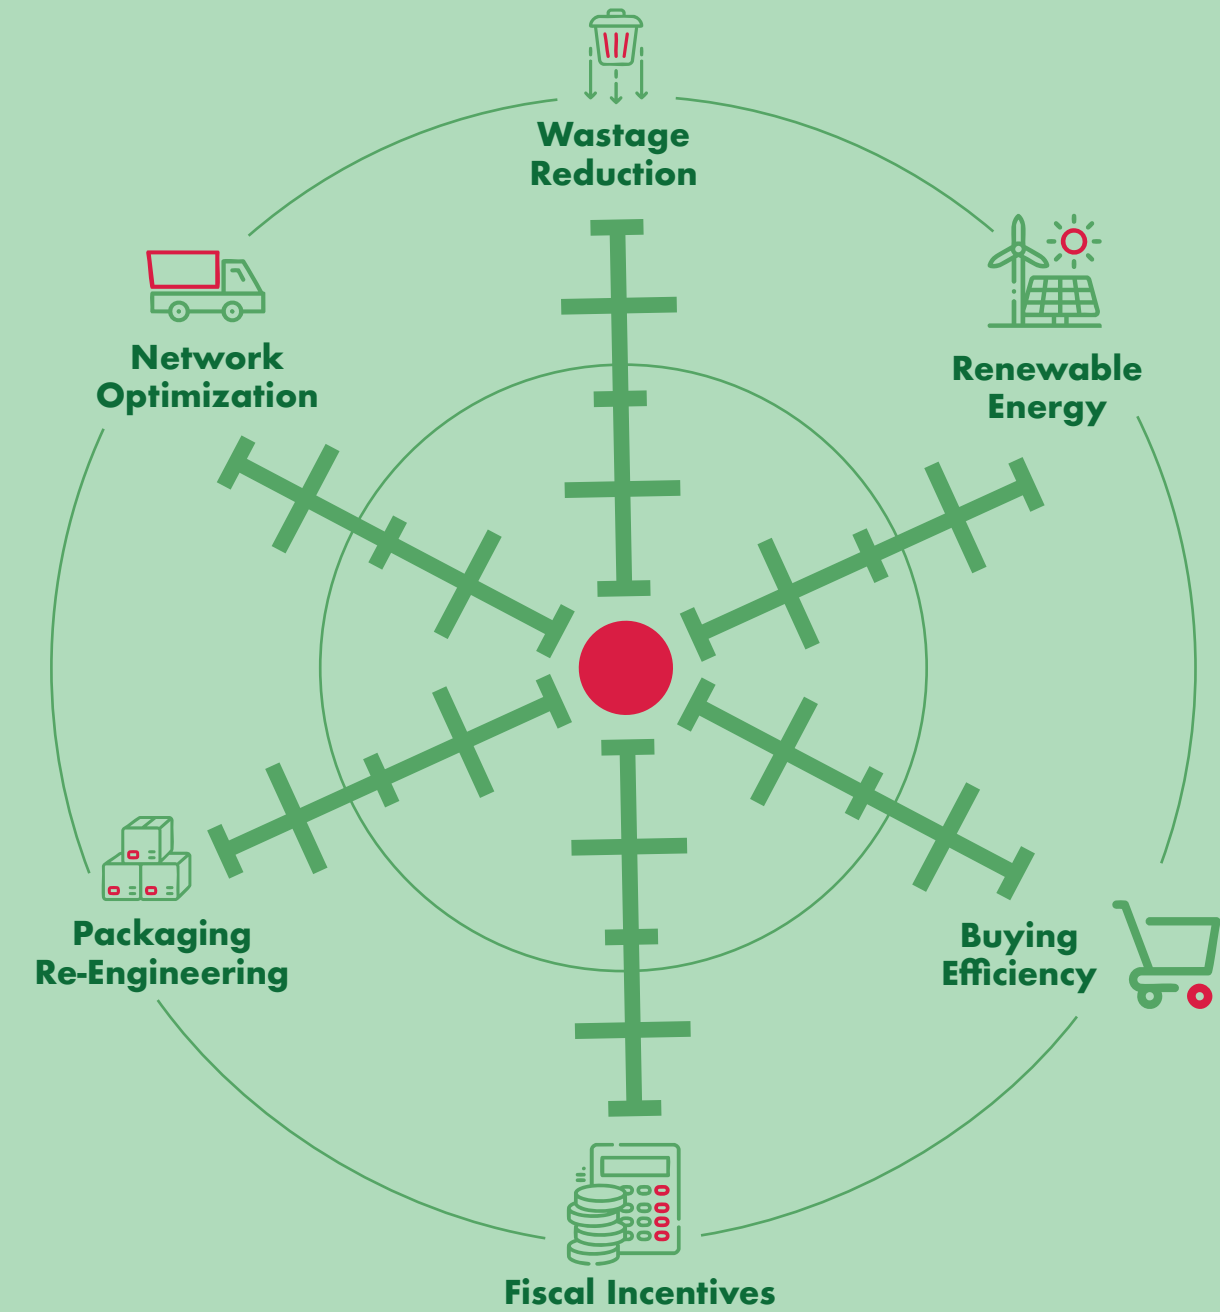 Wastage
Reduction
Network
Optimization
Renewable
Energy
Packaging
Re-Engineering
Buying
Efficiency
Fiscal Incentives